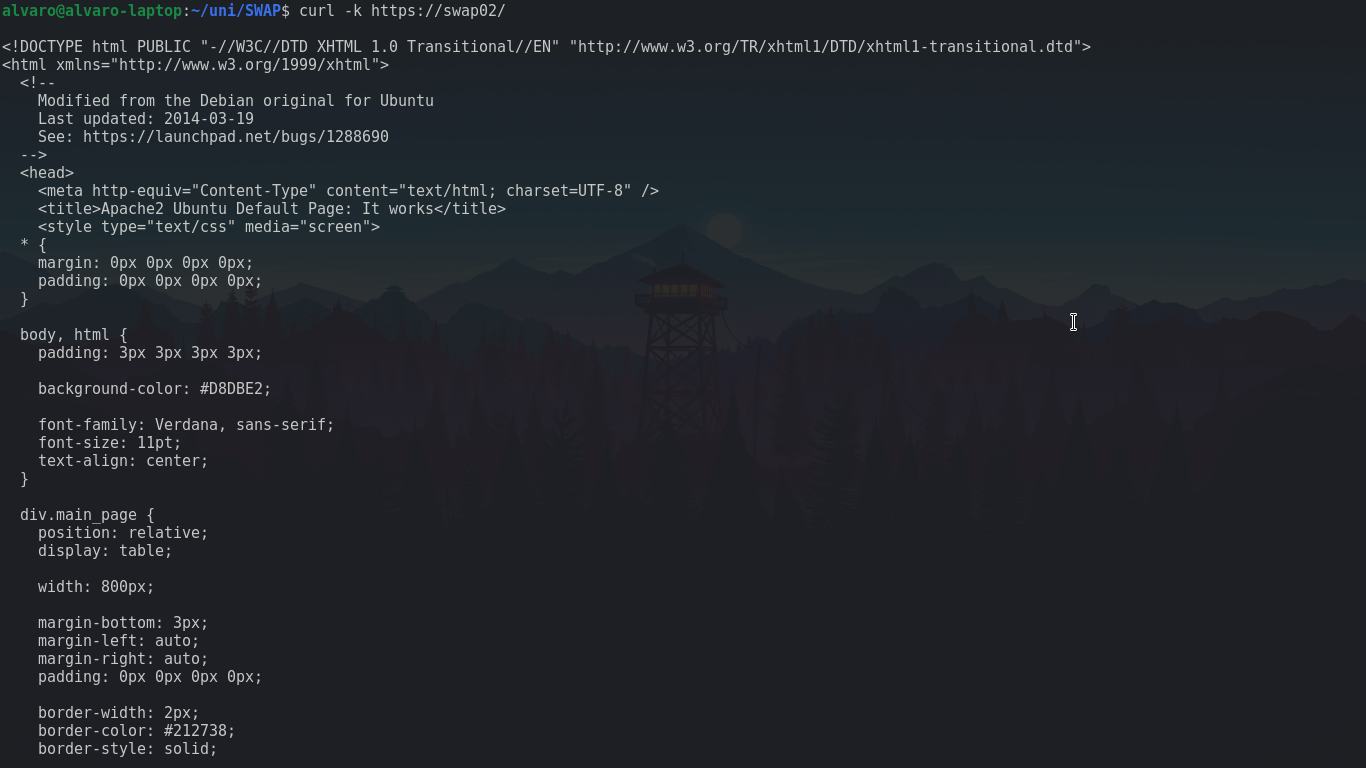 alvaro@alvaro-laptop:~/uni/SWAP$ curl -k https://swap02/

<!DOCTYPE html PUBLIC "-//W3C//DTD XHTML 1.0 Transitional//EN" "http://www.w3.org/TR/xhtml1/DTD/xhtml1-transitional.dtd">
<html xmlns="http://www.w3.org/1999/xhtml">
  <!--
    Modified from the Debian original for Ubuntu
    Last updated: 2014-03-19
    See: https://launchpad.net/bugs/1288690
  -->
  <head>
    <meta http-equiv="Content-Type" content="text/html; charset=UTF-8" />
    <title>Apache2 Ubuntu Default Page: It works</title>
    <style type="text/css" media="screen">
  * {
    margin: 0px 0px 0px 0px;
    padding: 0px 0px 0px 0px;
  }

  body, html {
    padding: 3px 3px 3px 3px;

    background-color: #D8DBE2;

    font-family: Verdana, sans-serif;
    font-size: 11pt;
    text-align: center;
  }

  div.main_page {
    position: relative;
    display: table;

    width: 800px;

    margin-bottom: 3px;
    margin-left: auto;
    margin-right: auto;
    padding: 0px 0px 0px 0px;

    border-width: 2px;
    border-color: #212738;
    border-style: solid;